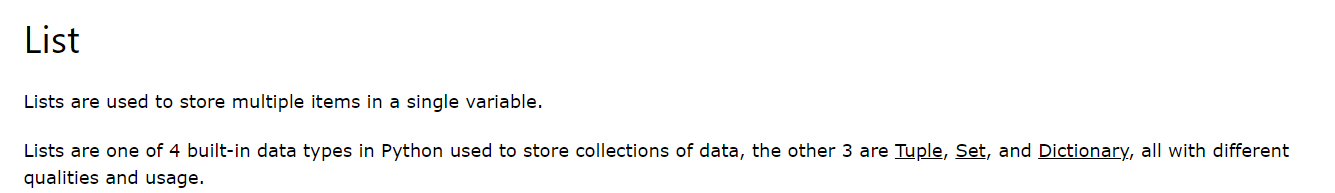 List
Lists are used to store multiple items in a single variable.
Lists are one of 4 built-in data types in Python used to store collections of data, the other 3 are Tuple, Set, and Dictionary, all with different
qualities and usage.